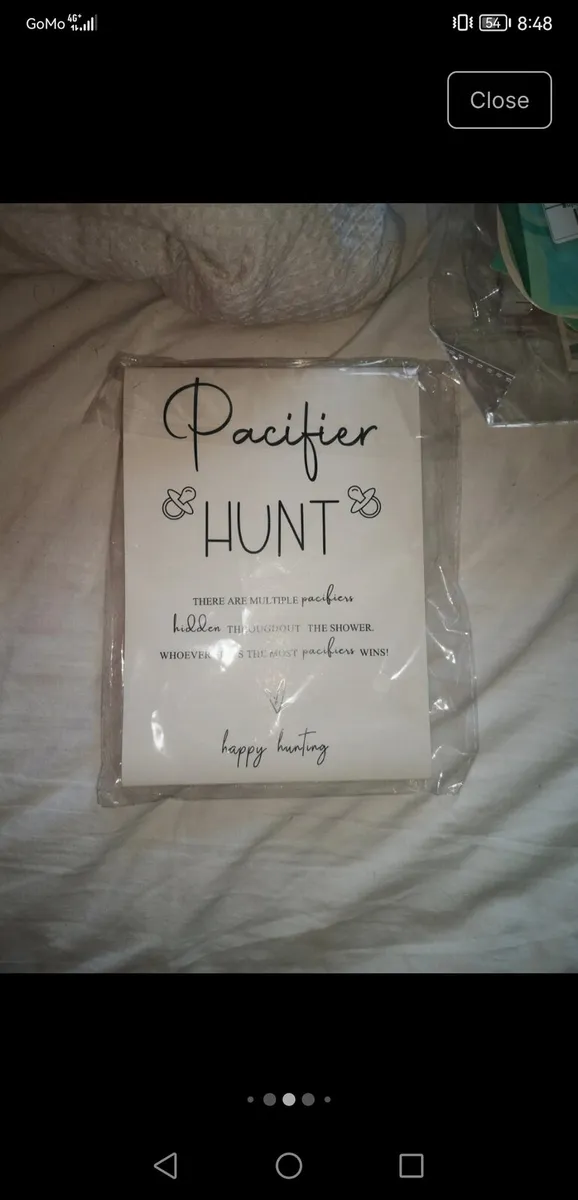 GoMo 4G+
54 8:48
Close
Pacifier
HUNT
THERE ARE MULTIPLE pacifiers
hidden THROUGHOUT THE SHOWER.
WHOEVER THE MOST pacifiers WINS!
happy hunting